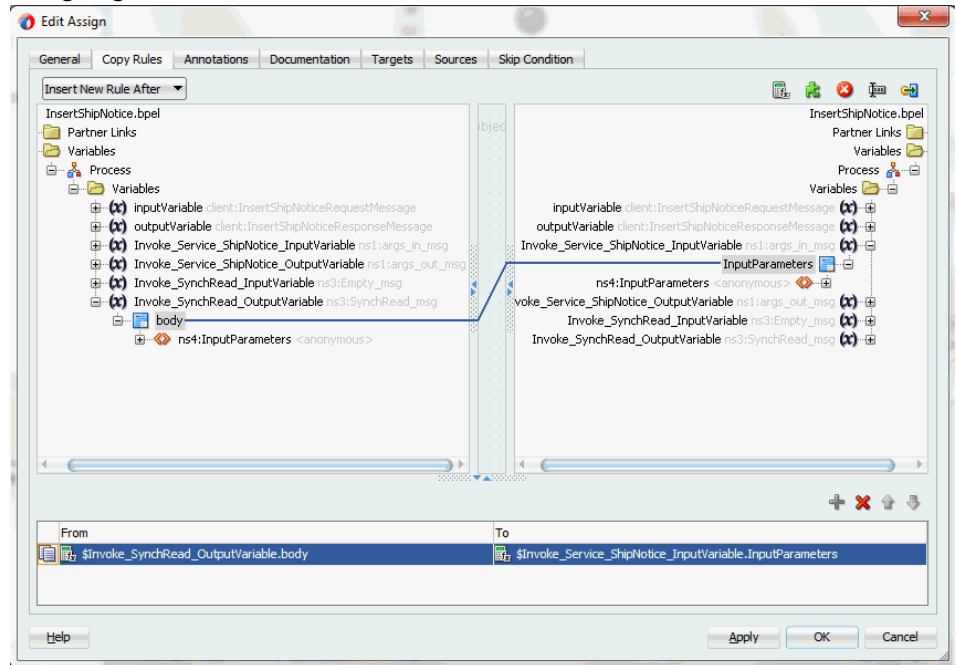 Edit Assign
General Copy Rules Annotations Documentation Targets Sources Skip Condition
Insert New Rule After
InsertShipNotice.bpel
Partner Links
Variables
Process
Variables
inputVariable client:InsertShipNoticeRequestMessage
outputVariable client:InsertShipNoticeResponseMessage
Invoke_Service_ShipNotice_InputVariable ns1:args_in_msg
Invoke_Service_ShipNotice_OutputVariable ns1:args_out_msg
Invoke_SynchRead_InputVariable ns3:Empty_msg
Invoke_SynchRead_OutputVariable ns3:SynchRead_msg
body
ns4:InputParameters <anonymous>
bjec
InsertShipNotice.bpel
Partner Links
Variables
Process
Variables
inputVariable client:InsertShipNoticeRequestMessage
outputVariable client:InsertShipNoticeResponseMessage
Invoke_Service_ShipNotice_InputVariable ns1:args_in_msg
InputParameters
ns4:InputParameters <anonymous>
voke_Service_ShipNotice_OutputVariable ns1:args_out_msg
Invoke_SynchRead_InputVariable ns3:Empty_msg
Invoke_SynchRead_OutputVariable ns3:SynchRead_msg
From To
$Invoke_SynchRead_OutputVariable.body $Invoke_Service_ShipNotice_InputVariable.InputParameters
Help Apply OK Cancel